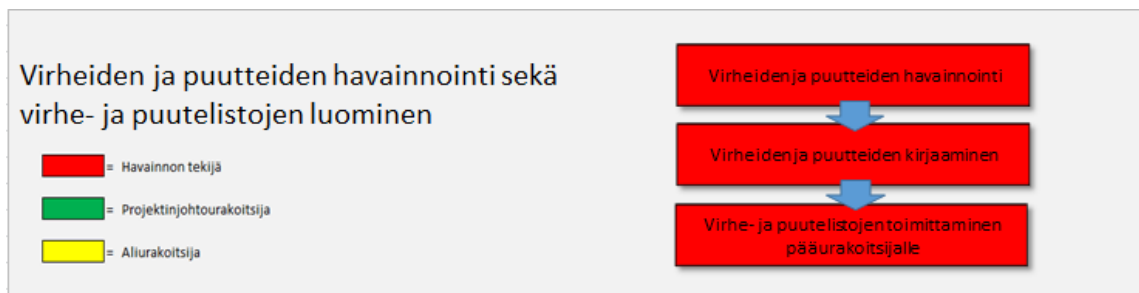 Virheiden ja puutteiden havainnointi sekä
virhe- ja puutelistojen luominen
= Havainnon tekijä
= Projektinjohtourakoitsija
= Aliurakoitsija
Virheiden ja puutteiden havainnointi
Virheiden ja puutteiden kirjaaminen
Virhe- ja puutelistojen toimittaminen
pääurakoitsijalle